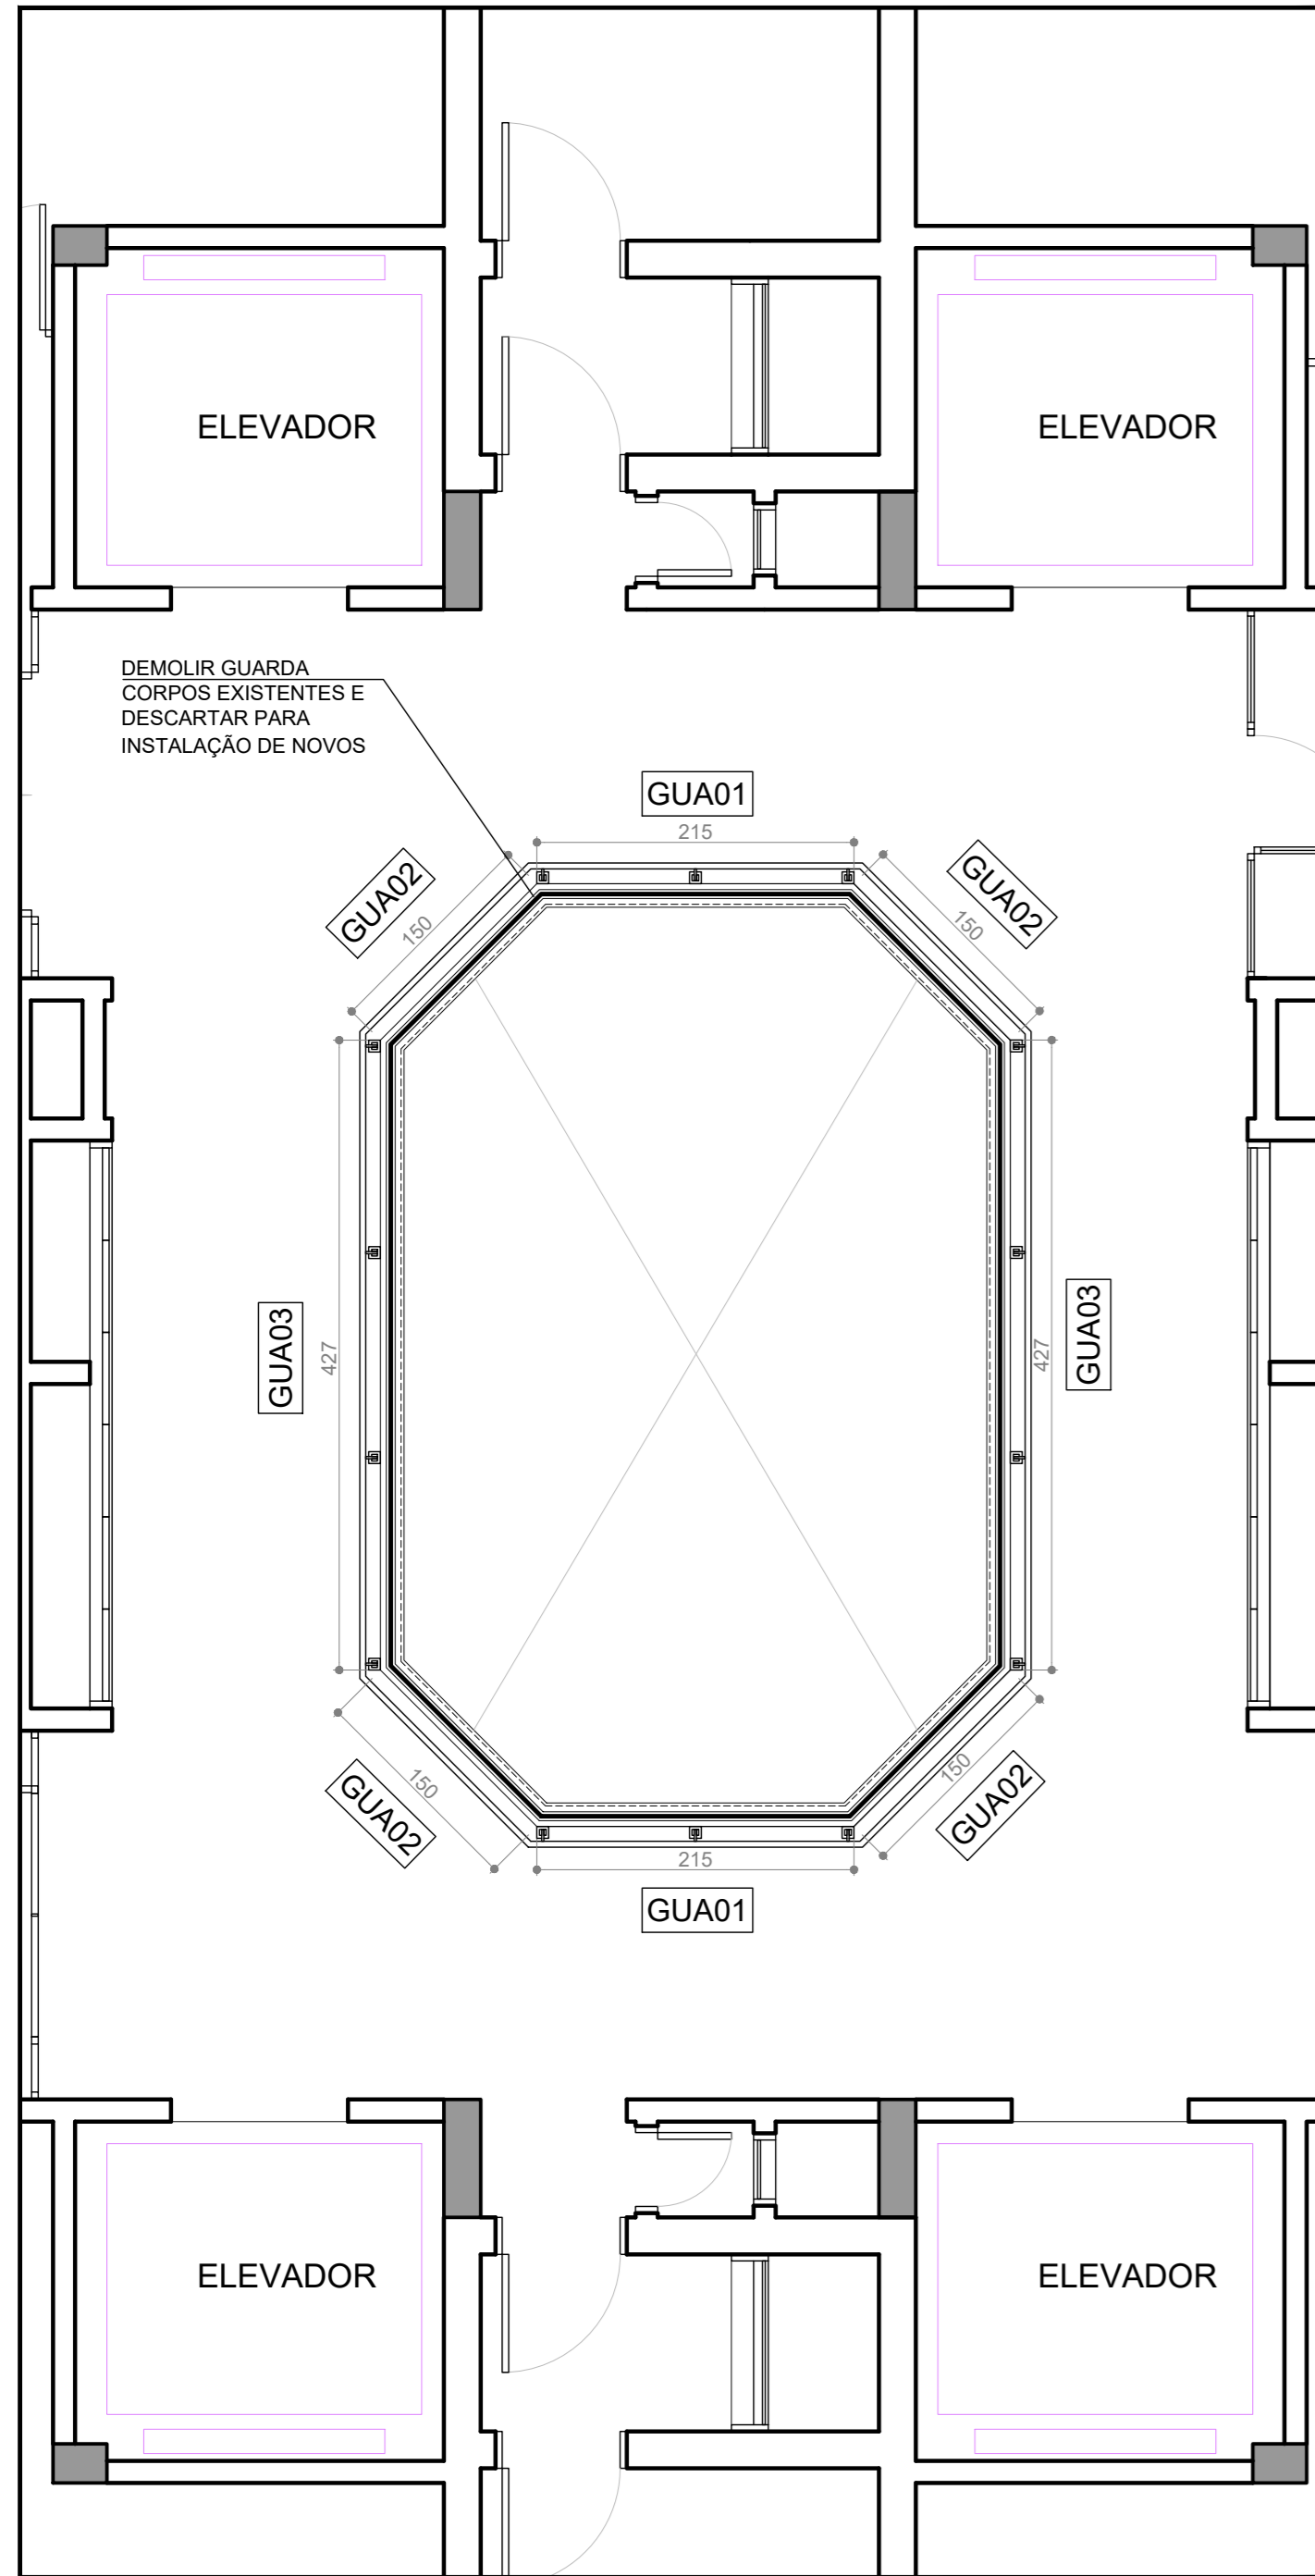 ELEVADOR
ELEVADOR
DEMOLIR GUARDA
CORPOS EXISTENTES E
DESCARTAR PARA
INSTALAÇÃO DE NOVOS
GUA01
215
GUA02
150
GUA02
150
GUA03
427
GUA03
427
GUA02
150
GUA02
150
215
GUA01
ELEVADOR
ELEVADOR